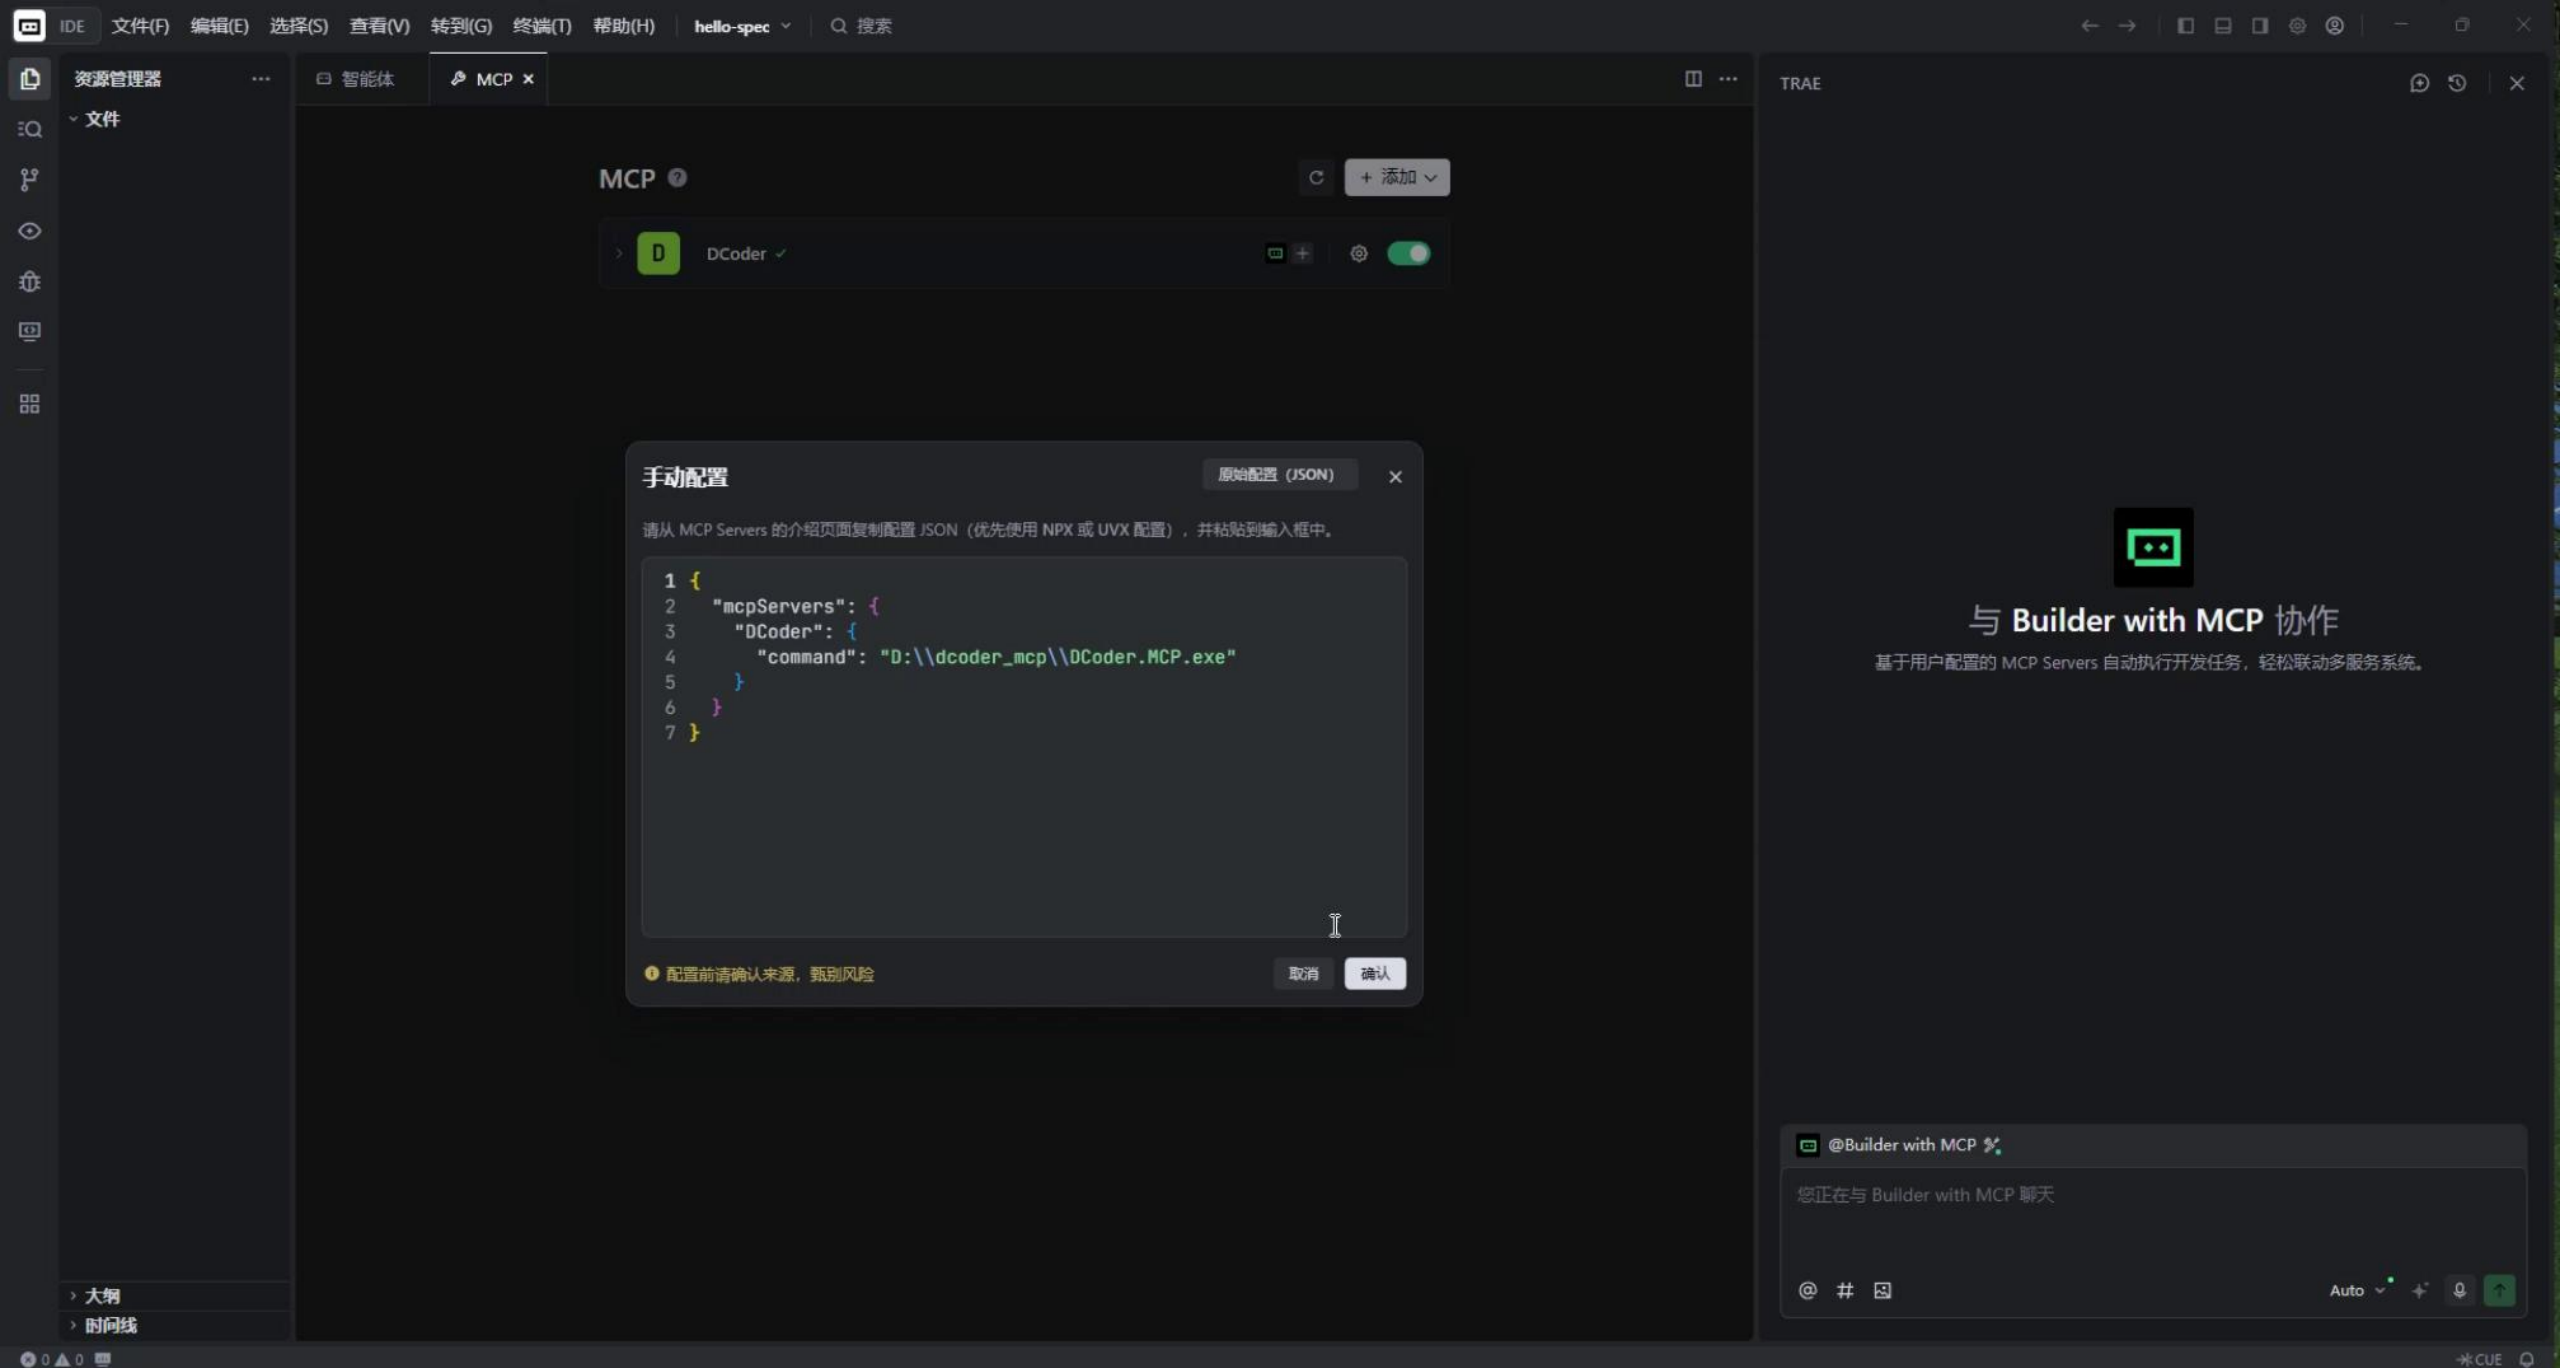 IDE 文件(F) 编辑(E) 选择(S) 查看(V) 转到(G) 终端(T) 帮助(H) hello-spec 搜索
资源管理器
文件
智能体 MCP
MCP
添加
D DCoder
手动配置 原始配置 (JSON)
请从 MCP Servers 的介绍页面复制配置 JSON（优先使用 NPX 或 UVX 配置），并粘贴到输入框中。
1 {
2 "mcpServers": {
3 "DCoder": {
4 "command": "D:\\dcoder_mcp\\DCoder.MCP.exe"
5 }
6 }
7 }
配置前请确认来源，甄别风险 取消 确认
TRAE
与 Builder with MCP 协作
基于用户配置的 MCP Servers 自动执行开发任务，轻松联动多服务系统。
@Builder with MCP
您正在与 Builder with MCP 聊天
@ # Auto
大纲
时间线
0 0 CUE